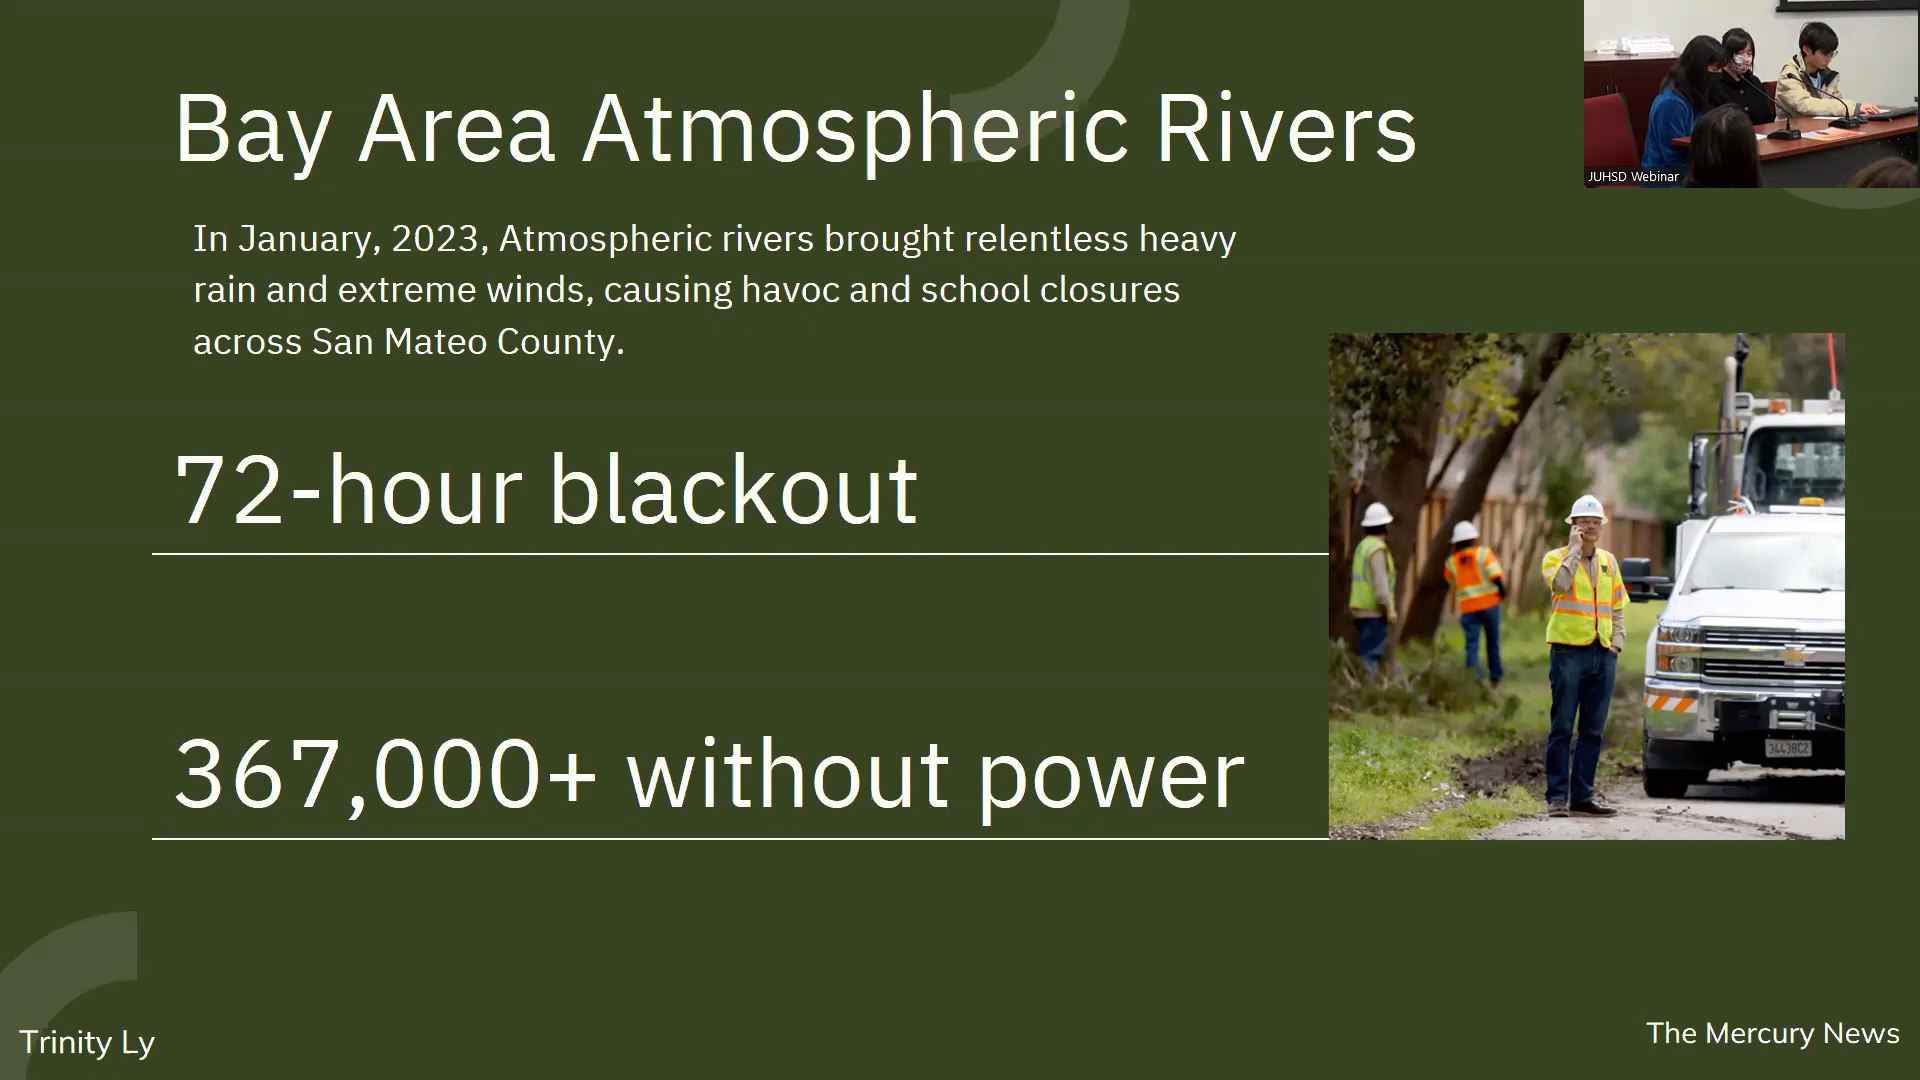 Bay Area Atmospheric Rivers
JUHSD Webinar
In January, 2023, Atmospheric rivers brought relentless heavy
rain and extreme winds, causing havoc and school closures
across San Mateo County.
72-hour blackout
367,000+ without power
Trinity Ly
The Mercury News